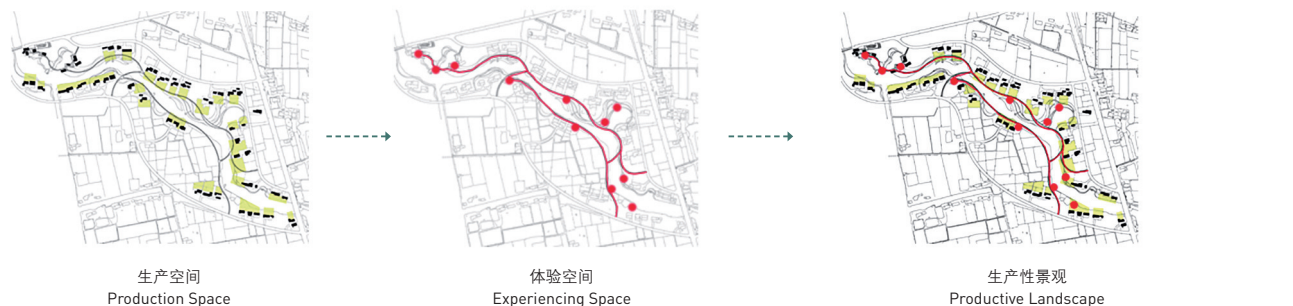 生产空间
Production Space
体验空间
Experiencing Space
生产性景观
Productive Landscape